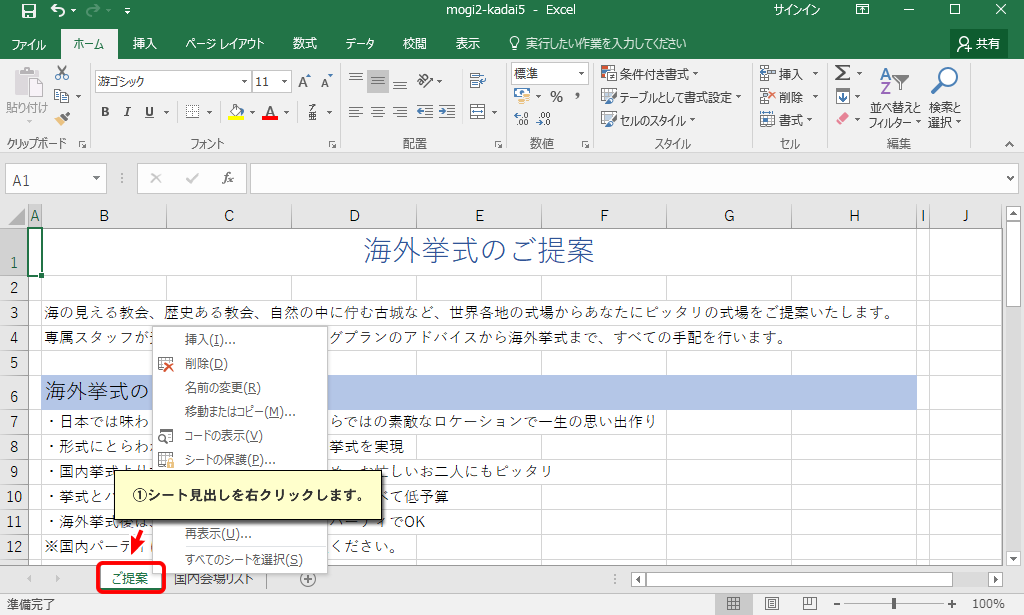 mogi2-kadai5 - Excel
サインイン
ファイル ホーム 挿入 ページ レイアウト 数式 データ 校閲 表示 実行したい作業を入力してください 共有
貼り付け
クリップボード
游ゴシック 11
B I U
フォント
配置
標準
% ,
数値
条件付き書式
テーブルとして書式設定
セルのスタイル
スタイル
挿入
削除
書式
セル
並べ替えと
フィルター
検索と
選択
編集
A1
fx
A B C D E F G H I J
1 海外挙式のご提案
2
3 海の見える教会、歴史ある教会、自然の中に佇む古城など、世界各地の式場からあなたにピッタリの式場をご提案いたします。
4 専属スタッフが グプランのアドバイスから海外挙式まで、すべての手配を行います。
5
6 海外挙式の
7 ・日本では味わ らではの素敵なロケーションで一生の思い出作り
8 ・形式にとらわ 挙式を実現
9 ・国内挙式より お忙しいお二人にもピッタリ
10 ・挙式とパ べて低予算
11 ・海外挙式後は パーティでOK
12 ※国内パーティ ください。
挿入(I)...
削除(D)
名前の変更(R)
移動またはコピー(M)...
コードの表示(V)
シートの保護(P)...
①シート見出しを右クリックします。
再表示(U)...
すべてのシートを選択(S)
ご提案 国内会場リスト
準備完了
100%